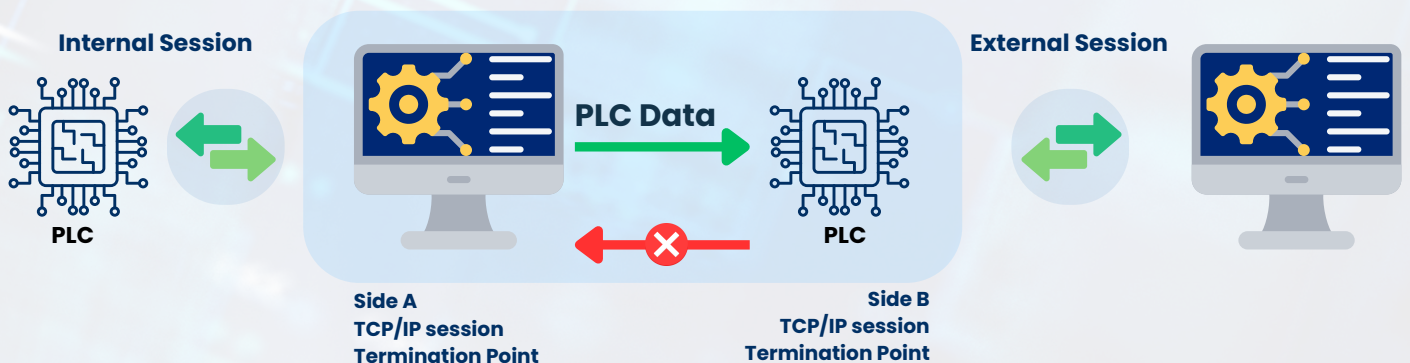 Internal Session
External Session
PLC Data
PLC
PLC
Side A
TCP/IP session
Termination Point
Side B
TCP/IP session
Termination Point